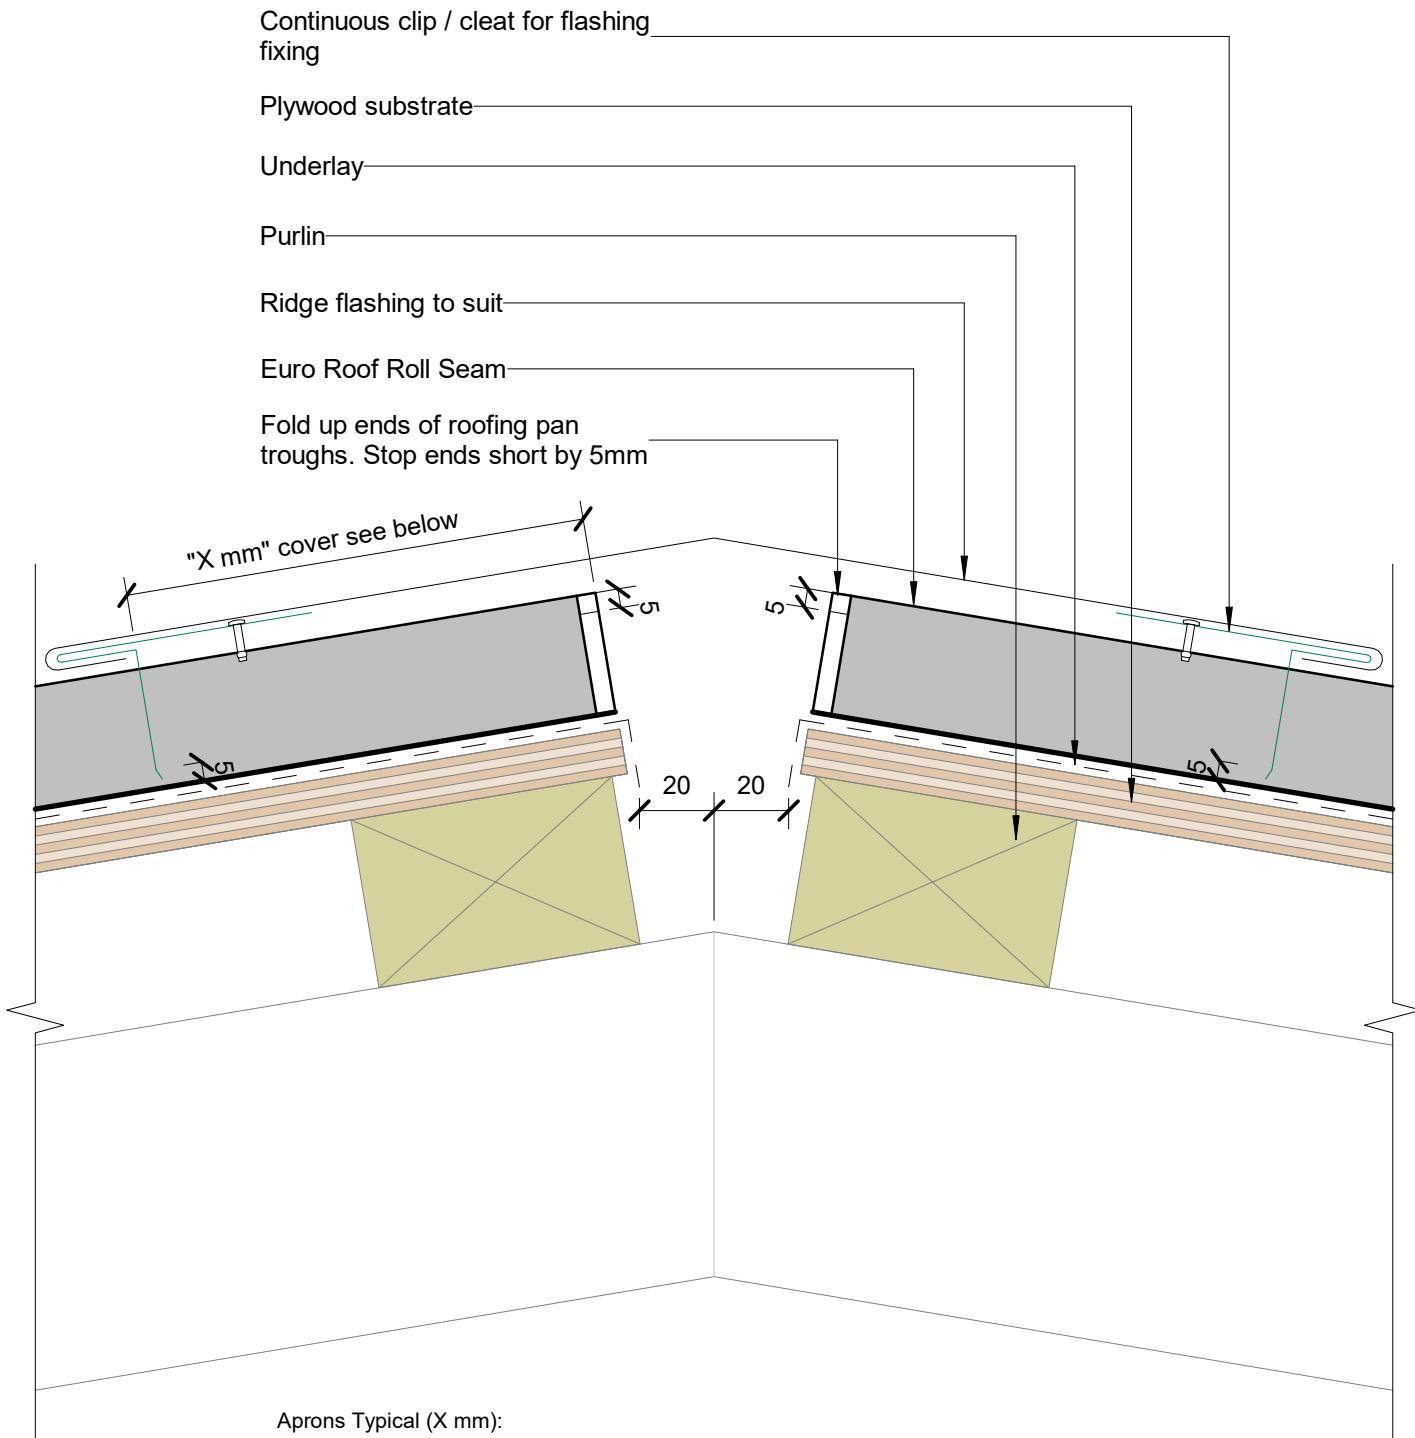 Continuous clip / cleat for flashing
fixing
Plywood substrate
Underlay
Purlin
Ridge flashing to suit
Euro Roof Roll Seam
Fold up ends of roofing pan
troughs. Stop ends short by 5mm
"X mm" cover see below
5
5
5
5
20
20
Aprons Typical (X mm):